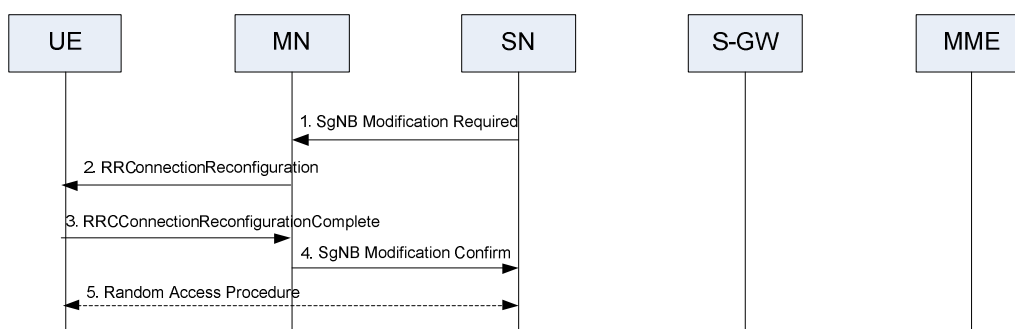 UE
MN
SN
S-GW
MME
1. SgNB Modification Required
2. RRConnectionReconfiguration
3. RRCConnectionReconfigurationComplete
4. SgNB Modification Confirm
5. Random Access Procedure